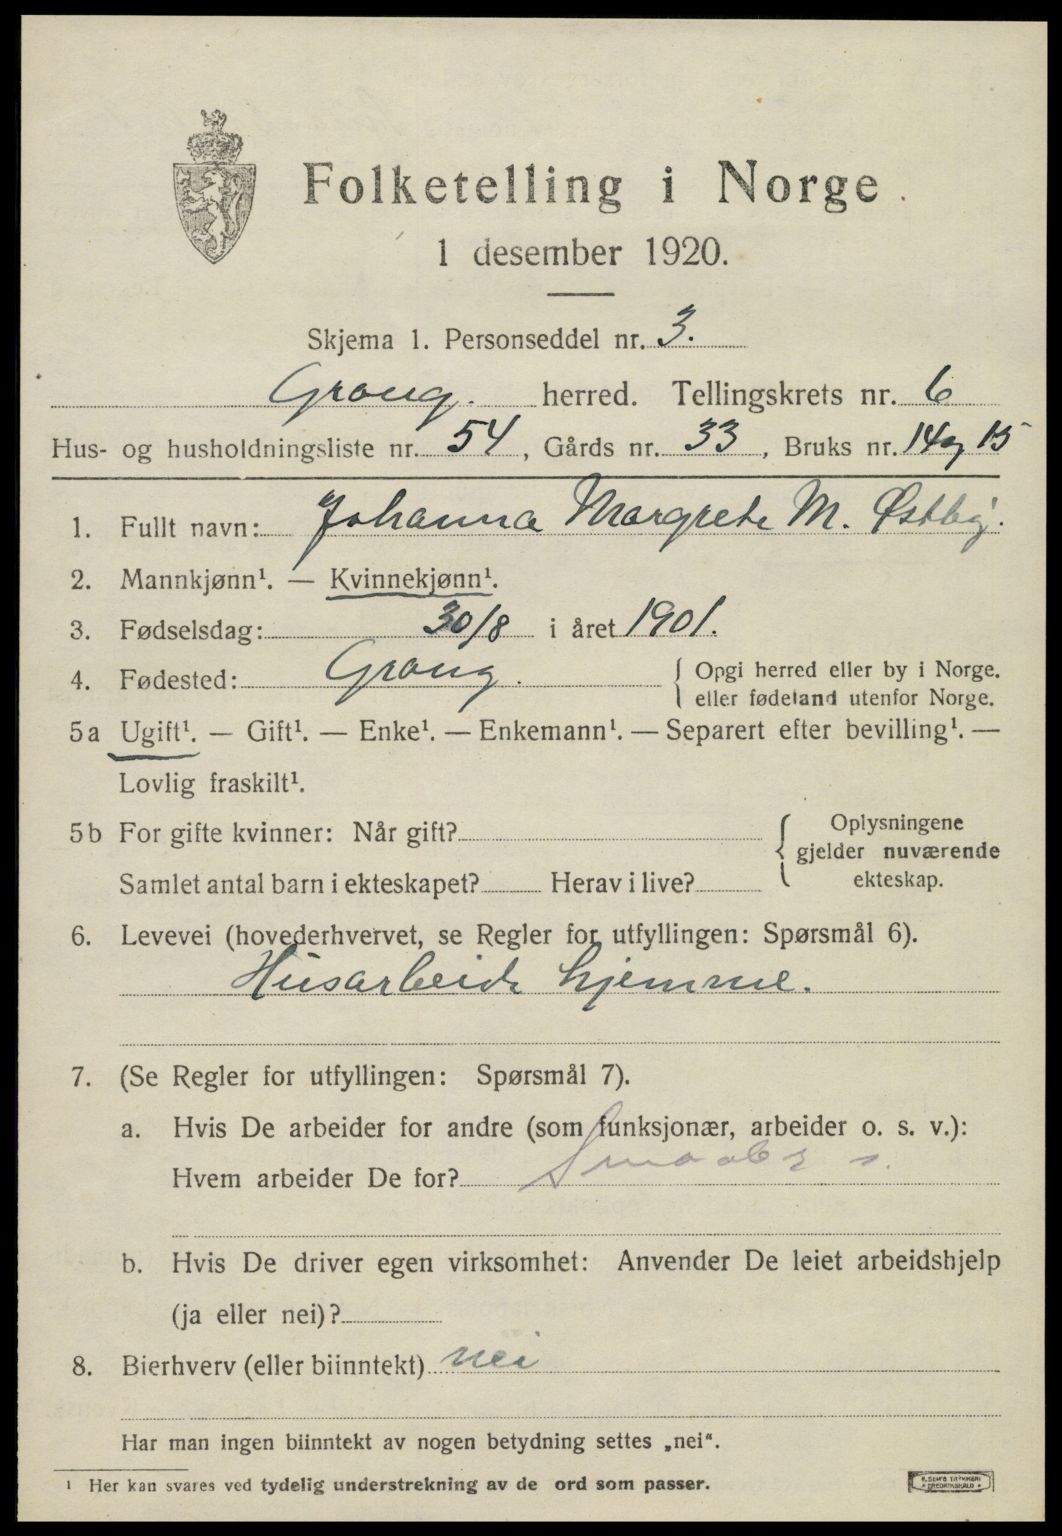 Folketelling i Norge
1 desember 1920.
Skjema 1. Personseddel nr. 3.
Grong. herred. Tellingskrets nr. 6
Hus- og husholdningsliste nr. 54, Gårds nr. 33, Bruks nr. 14 og 15
1. Fullt navn: Johanna Margrete M. Østby.
2. Mannkjønn¹. — Kvinnekjønn¹.
3. Fødselsdag: 30/8 i året 1901.
4. Fødested: Grong. { Opgi herred eller by i Norge.
eller fødeland utenfor Norge.
5a Ugift¹. — Gift¹. — Enke¹. — Enkemann¹. — Separert efter bevilling¹. —
Lovlig fraskilt¹.
5b For gifte kvinner: Når gift? { Oplysningene
gjelder nuværende
Samlet antal barn i ekteskapet? Herav i live? ekteskap.
6. Levevei (hovederhvervet, se Regler for utfyllingen: Spørsmål 6).
Husarbeide hjemme.
7. (Se Regler for utfyllingen: Spørsmål 7).
a. Hvis De arbeider for andre (som funksjonær, arbeider o. s. v.):
Hvem arbeider De for?
b. Hvis De driver egen virksomhet: Anvender De leiet arbeidshjelp
(ja eller nei)?
8. Bierhverv (eller biinntekt) nei
Har man ingen biinntekt av nogen betydning settes „nei“.
¹ Her kan svares ved tydelig understrekning av de ord som passer.